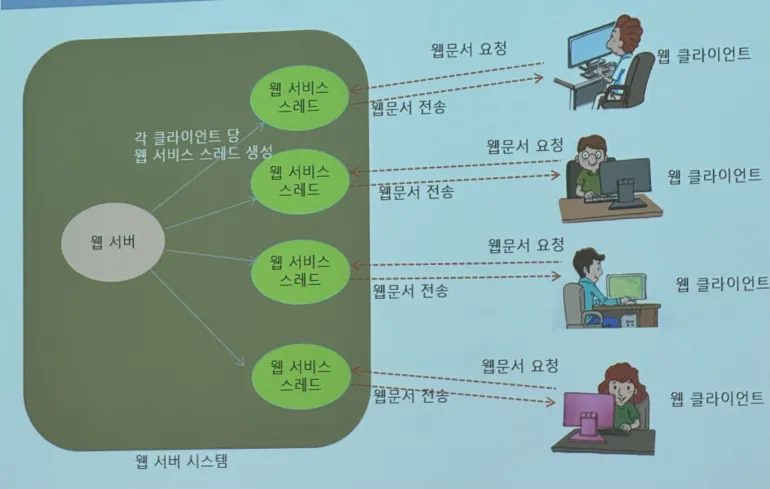 웹문서 요청
웹 클라이언트
웹 서비스
스레드
웹문서 전송
각 클라이언트 당
웹 서비스 스레드 생성
웹문서 요청
웹 서비스
스레드
웹문서 전송
웹 클라이언트
웹 서버
웹문서 요청
웹 서비스
스레드
웹문서 전송
웹 클라이언트
웹문서 요청
웹 서비스
스레드
웹문서 전송
웹 클라이언트
웹 서버 시스템